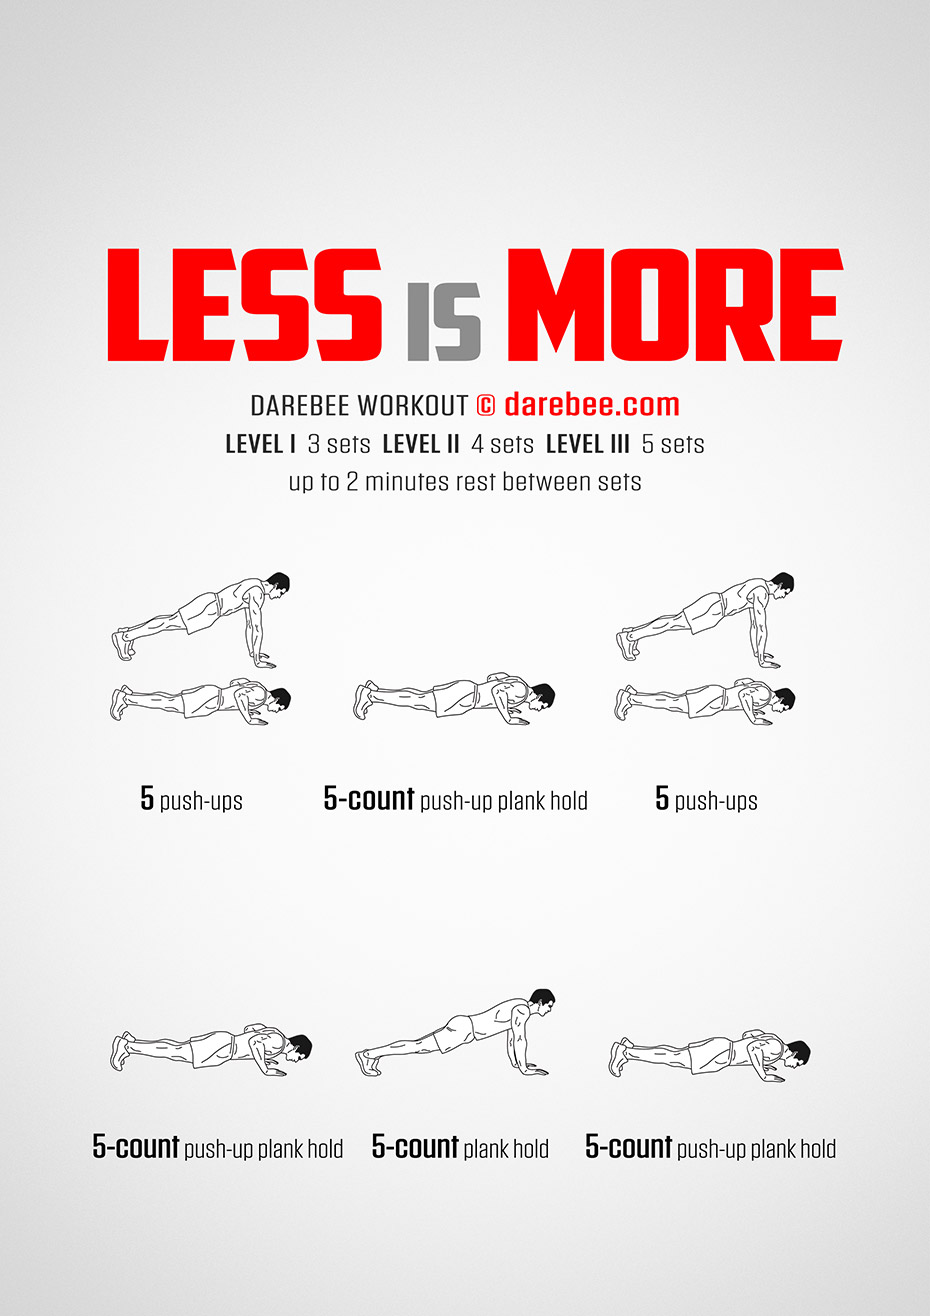 LESS IS MORE
DAREBEE WORKOUT © darebee.com
LEVEL I 3 sets LEVEL II 4 sets LEVEL III 5 sets
up to 2 minutes rest between sets
5 push-ups
5-count push-up plank hold
5 push-ups
5-count push-up plank hold
5-count plank hold
5-count push-up plank hold